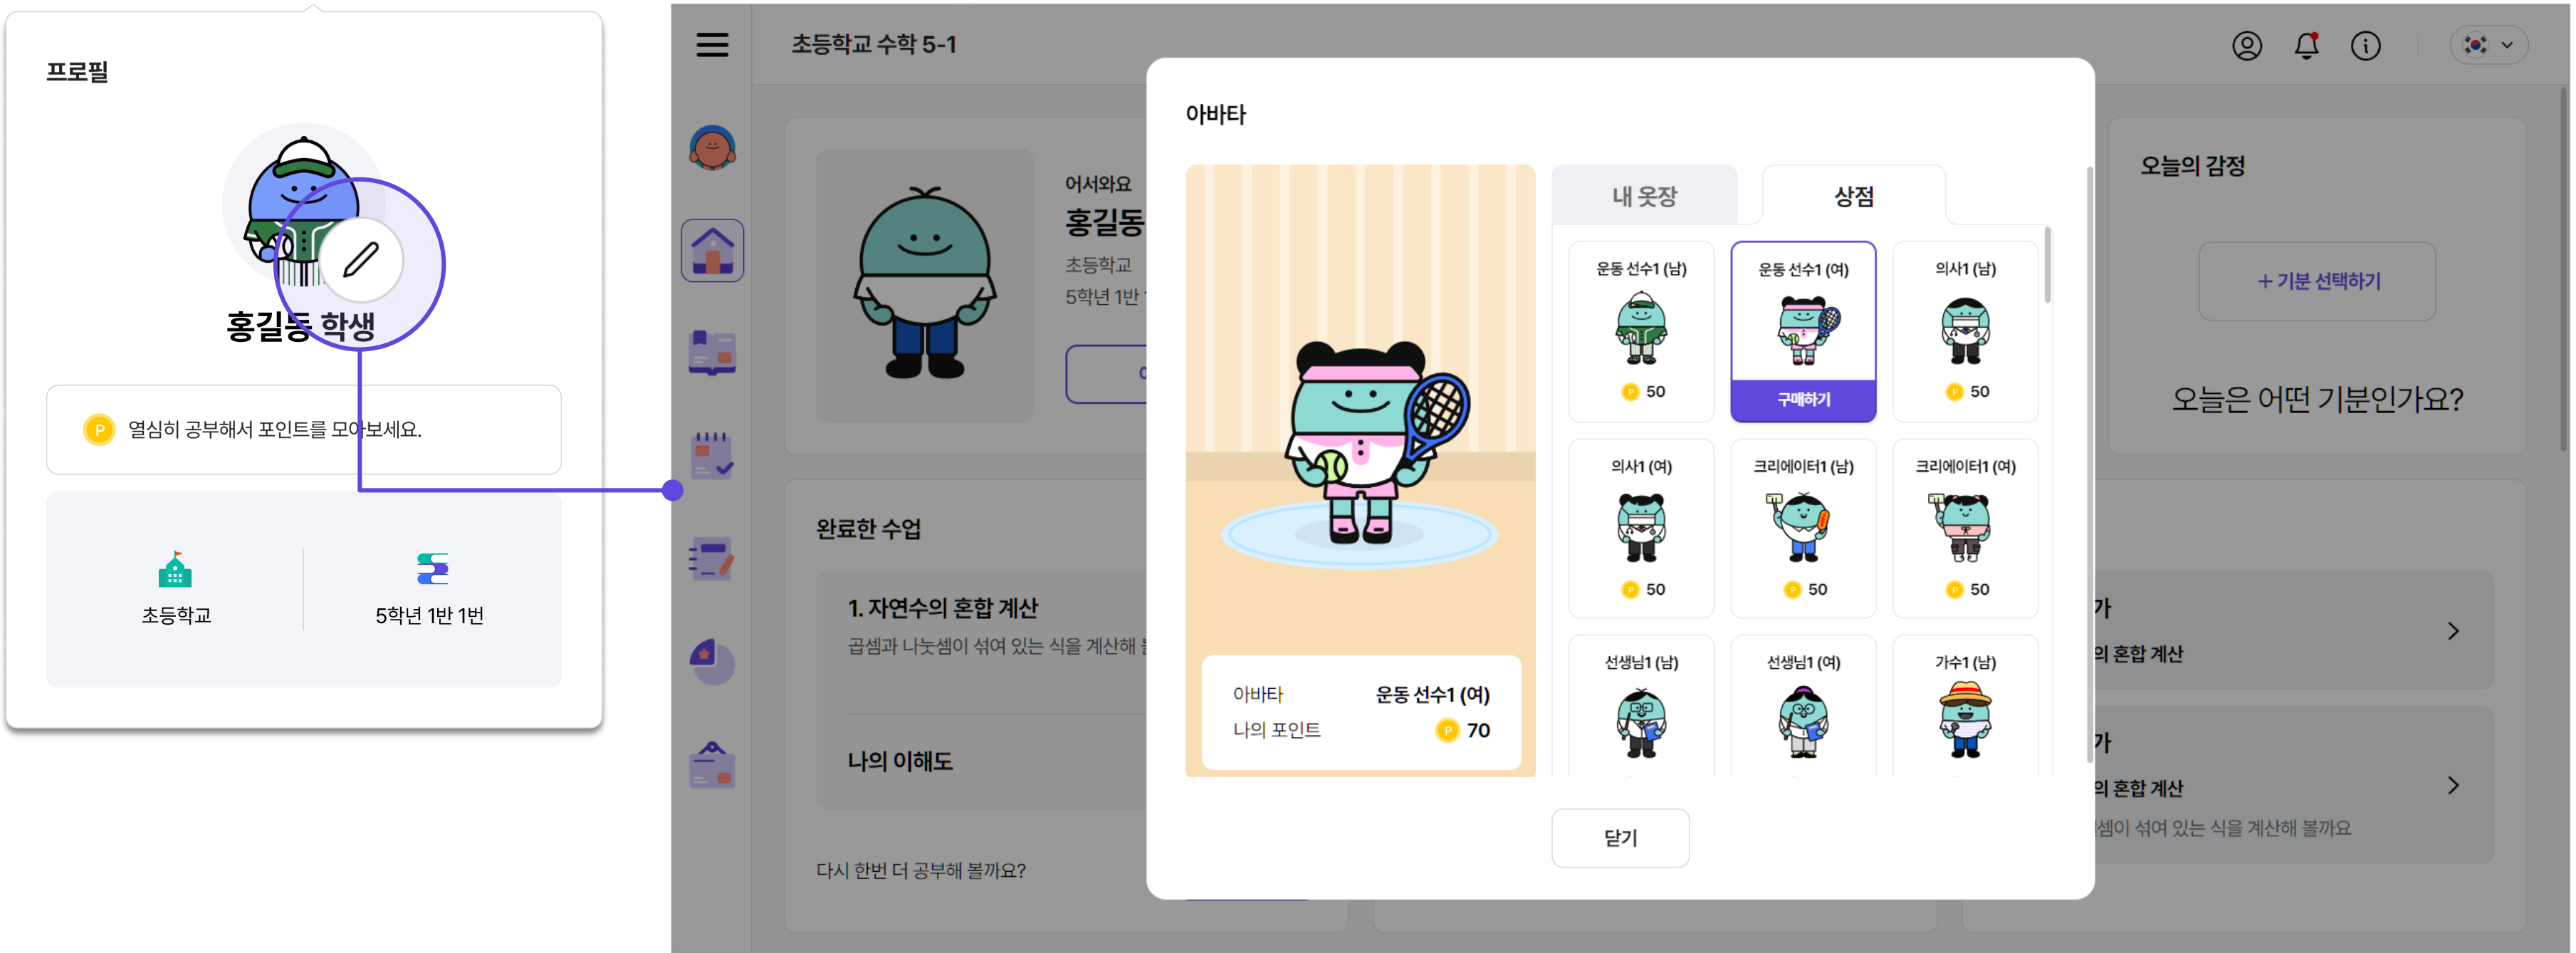 프로필
홍길동 학생
P 열심히 공부해서 포인트를 모아보세요.
초등학교
5학년 1반 1번
초등학교 수학 5-1
어서와요
홍길동
초등학교
5학년 1반
완료한 수업
1. 자연수의 혼합 계산
곱셈과 나눗셈이 섞여 있는 식을 계산해
나의 이해도
다시 한번 더 공부해 볼까요?
아바타
내 옷장
상점
운동 선수1 (남)
P 50
운동 선수1 (여)
구매하기
의사1 (남)
P 50
의사1 (여)
P 50
크리에이터1 (남)
P 50
크리에이터1 (여)
P 50
선생님1 (남)
선생님1 (여)
가수1 (남)
아바타 운동 선수1 (여)
나의 포인트 P 70
닫기
오늘의 감정
+ 기분 선택하기
오늘은 어떤 기분인가요?
가
의 혼합 계산
가
의 혼합 계산
셈이 섞여 있는 식을 계산해 볼까요